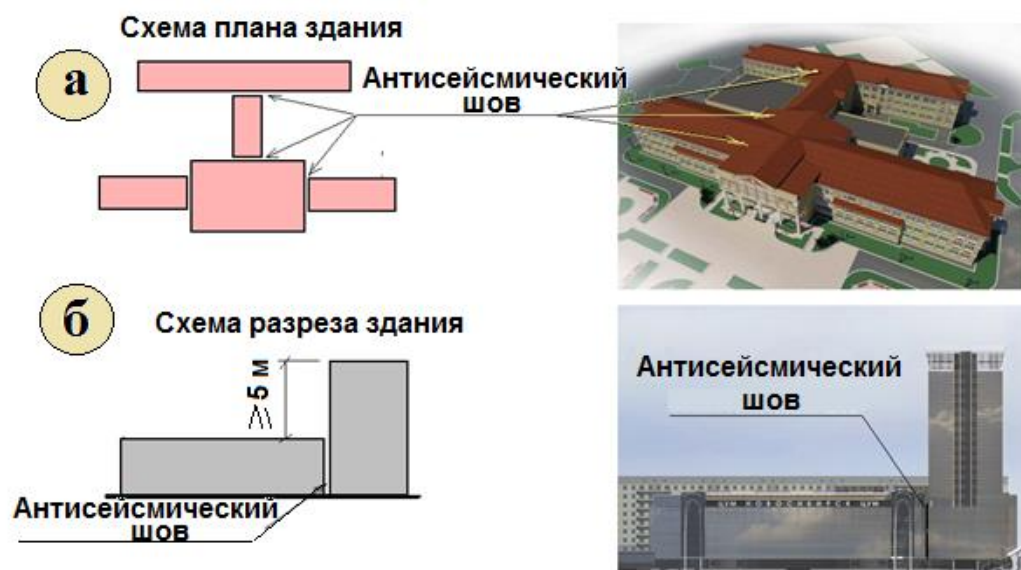 Схема плана здания
а
Антисейсмический
шов
б
Схема разреза здания
≥ 5 м
Антисейсмический
шов
Антисейсмический
шов